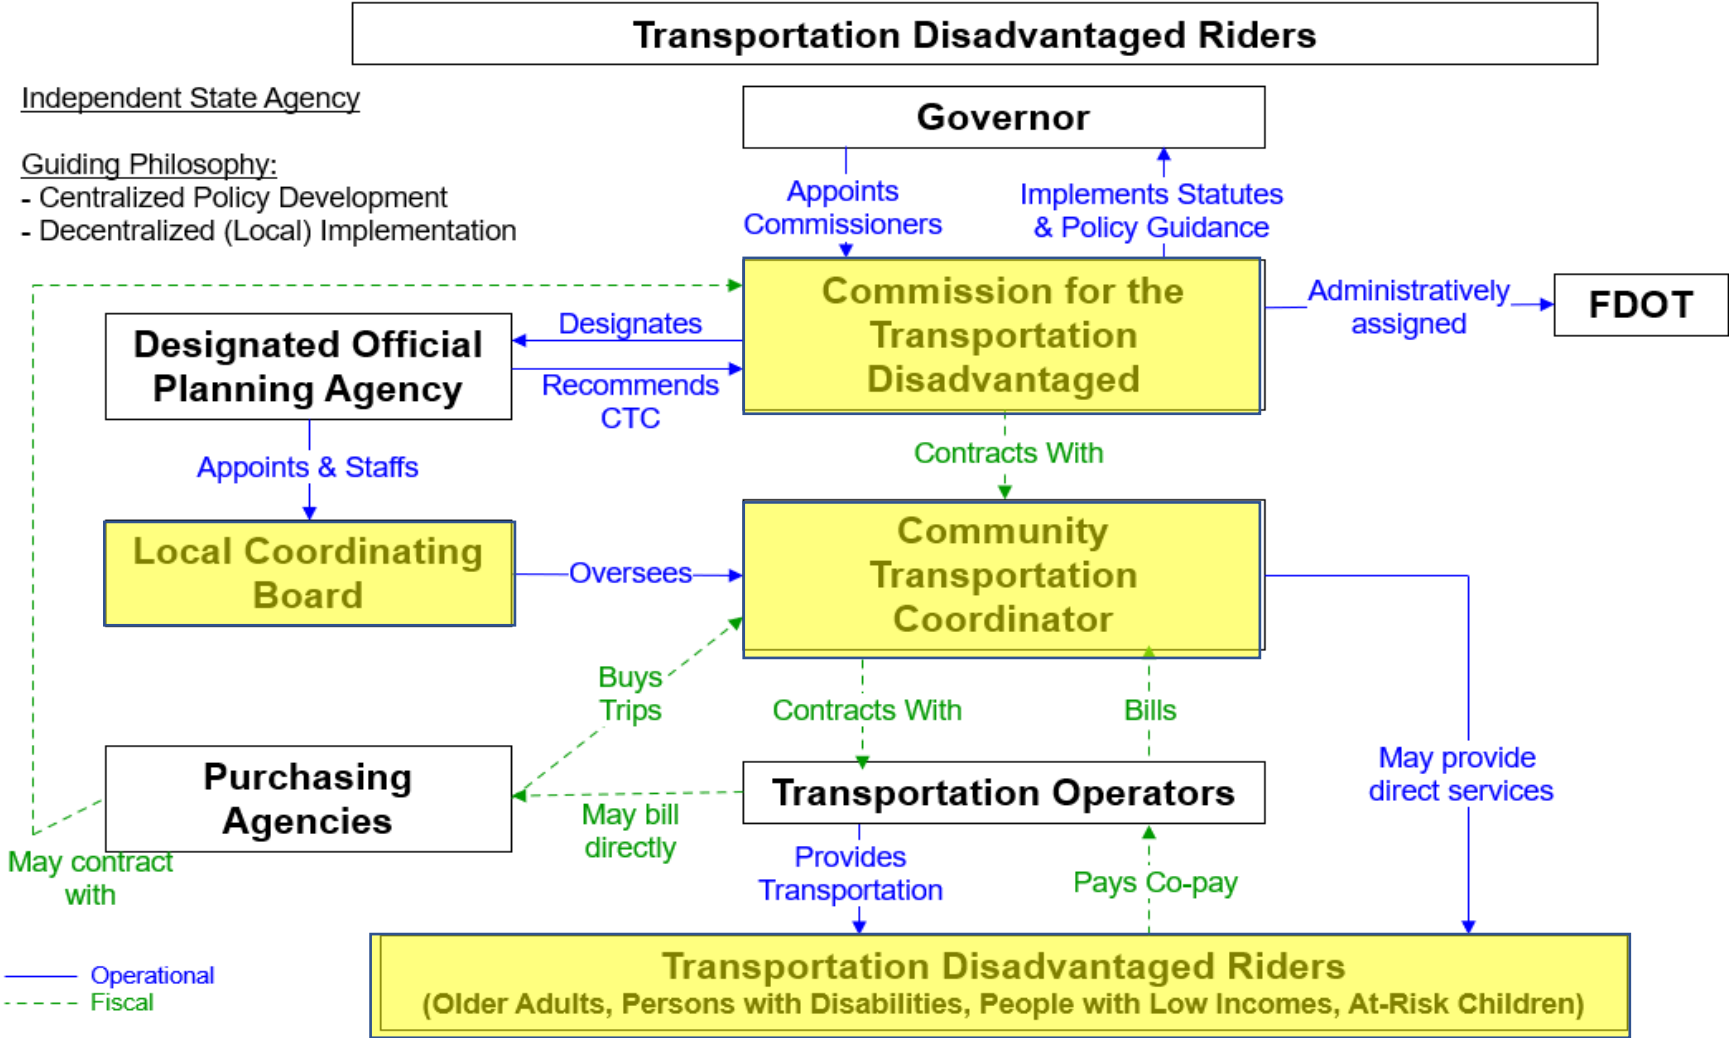 Transportation Disadvantaged Riders
Independent State Agency
Governor
Guiding Philosophy:
- Centralized Policy Development
- Decentralized (Local) Implementation
Appoints
Commissioners
Implements Statutes
& Policy Guidance
Commission for the
Transportation
Disadvantaged
Administratively
assigned
FDOT
Designated Official
Planning Agency
Designates
Recommends
CTC
Contracts With
Appoints & Staffs
Local Coordinating
Board
Oversees
Community
Transportation
Coordinator
Buys
Trips
Contracts With
Bills
May provide
direct services
Purchasing
Agencies
May bill
directly
Transportation Operators
May contract
with
Provides
Transportation
Pays Co-pay
Operational
Fiscal
Transportation Disadvantaged Riders
(Older Adults, Persons with Disabilities, People with Low Incomes, At-Risk Children)